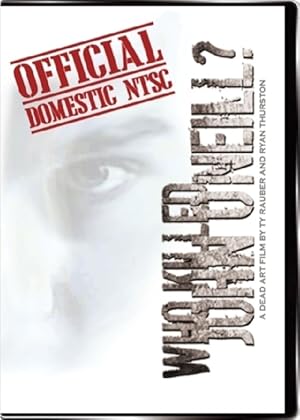 OFFICIAL
DOMESTIC NTSC
WHO KILLED
JOHN O'NEILL?
A DEAD ART FILM BY TY RAUBER AND RYAN THURSTON